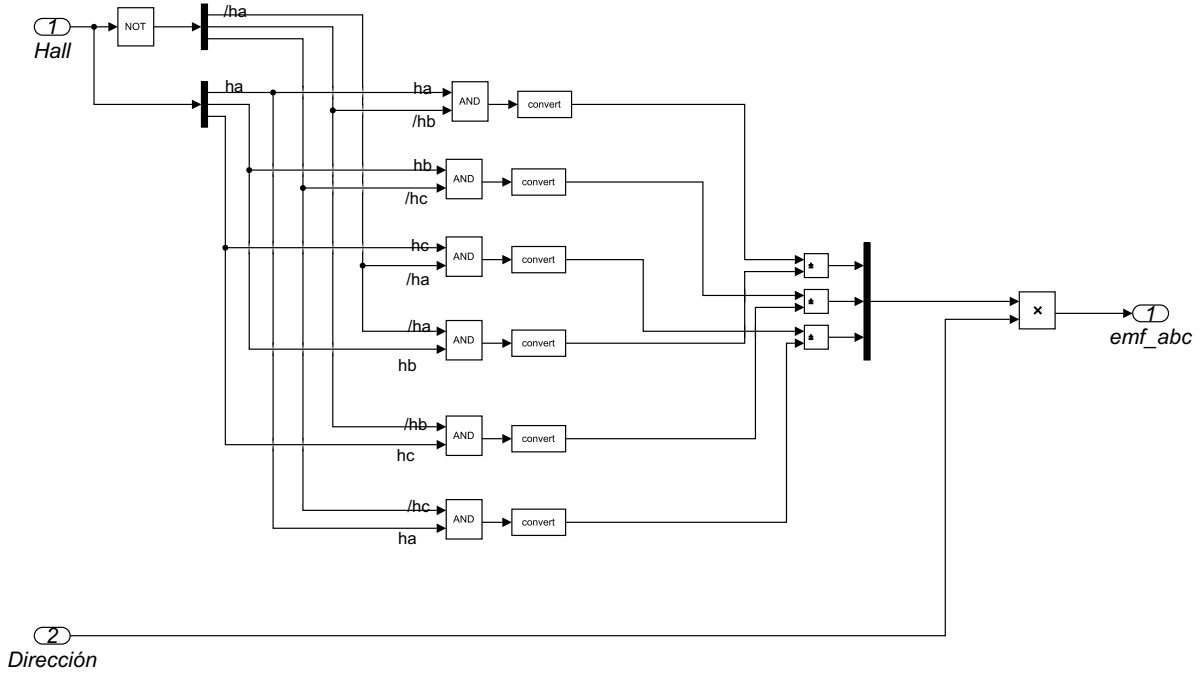 /ha
1
NOT
Hall
ha
ha
AND
convert
/hb
hb
AND
convert
/hc
hc
AND
convert
/ha
/ha
AND
convert
hb
/hb
AND
convert
hc
/hc
AND
convert
ha
×
1
emf_abc
2
Dirección